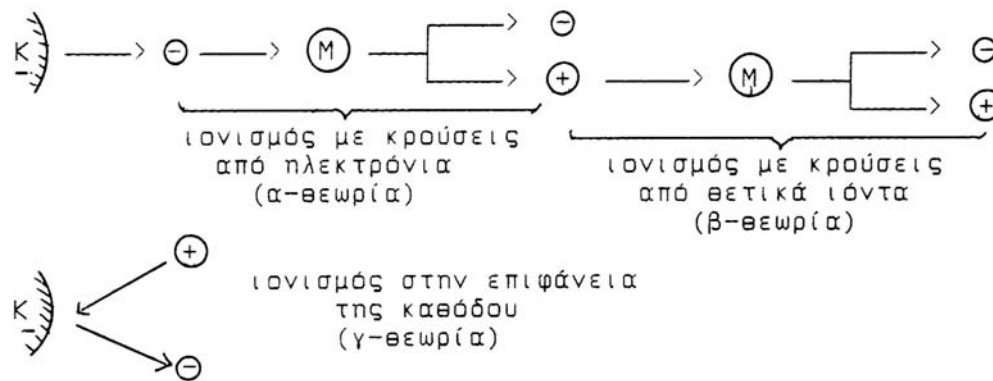 K ⊖ M ⊖
⊕ M ⊖
⊕
ιονισμός με κρούσεις
από ηλεκτρόνια
(α-θεωρία)
ιονισμός με κρούσεις
από θετικά ιόντα
(β-θεωρία)
K ⊕
⊖
ιονισμός στην επιφάνεια
της καθόδου
(γ-θεωρία)